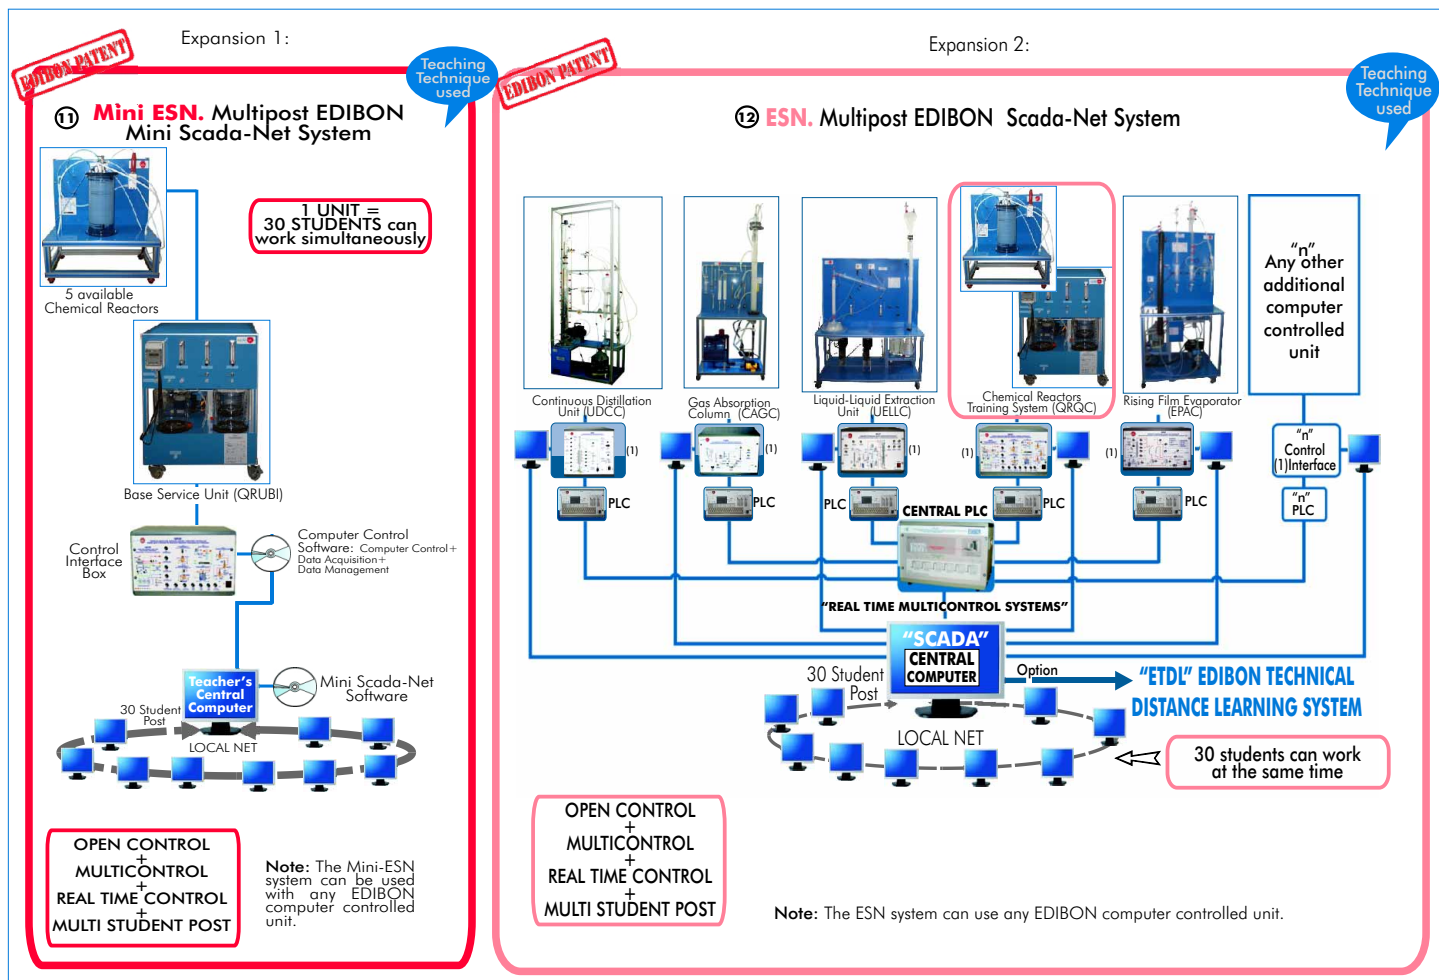 Expansion 1:
EDIBON PATENT
Teaching
Technique
used
11 Mini ESN. Multipost EDIBON
Mini Scada-Net System
1 UNIT =
30 STUDENTS can
work simultaneously
5 available
Chemical Reactors
Base Service Unit (QRUBI)
Control
Interface
Box
Computer Control
Software: Computer Control+
Data Acquisition+
Data Management
Teacher's
Central
Computer
Mini Scada-Net
Software
30 Student
Post
LOCAL NET
OPEN CONTROL
+
MULTICONTROL
+
REAL TIME CONTROL
+
MULTI STUDENT POST
Note: The Mini-ESN
system can be used
with any EDIBON
computer controlled
unit.
Expansion 2:
EDIBON PATENT
Teaching
Technique
used
12 ESN. Multipost EDIBON Scada-Net System
Continuous Distillation
Unit (UDCC)
Gas Absorption
Column (CAGC)
Liquid-Liquid Extraction
Unit (UELLC)
Chemical Reactors
Training System (QRQC)
Rising Film Evaporator
(EPAC)
"n"
Any other
additional
computer
controlled
unit
(1)
(1)
(1)
(1)
(1)
"n"
Control
(1)Interface
PLC
PLC
PLC
PLC
PLC
"n"
PLC
CENTRAL PLC
"REAL TIME MULTICONTROL SYSTEMS"
"SCADA"
CENTRAL
COMPUTER
Option
"ETDL" EDIBON TECHNICAL
DISTANCE LEARNING SYSTEM
30 Student
Post
LOCAL NET
30 students can work
at the same time
OPEN CONTROL
+
MULTICONTROL
+
REAL TIME CONTROL
+
MULTI STUDENT POST
Note: The ESN system can use any EDIBON computer controlled unit.